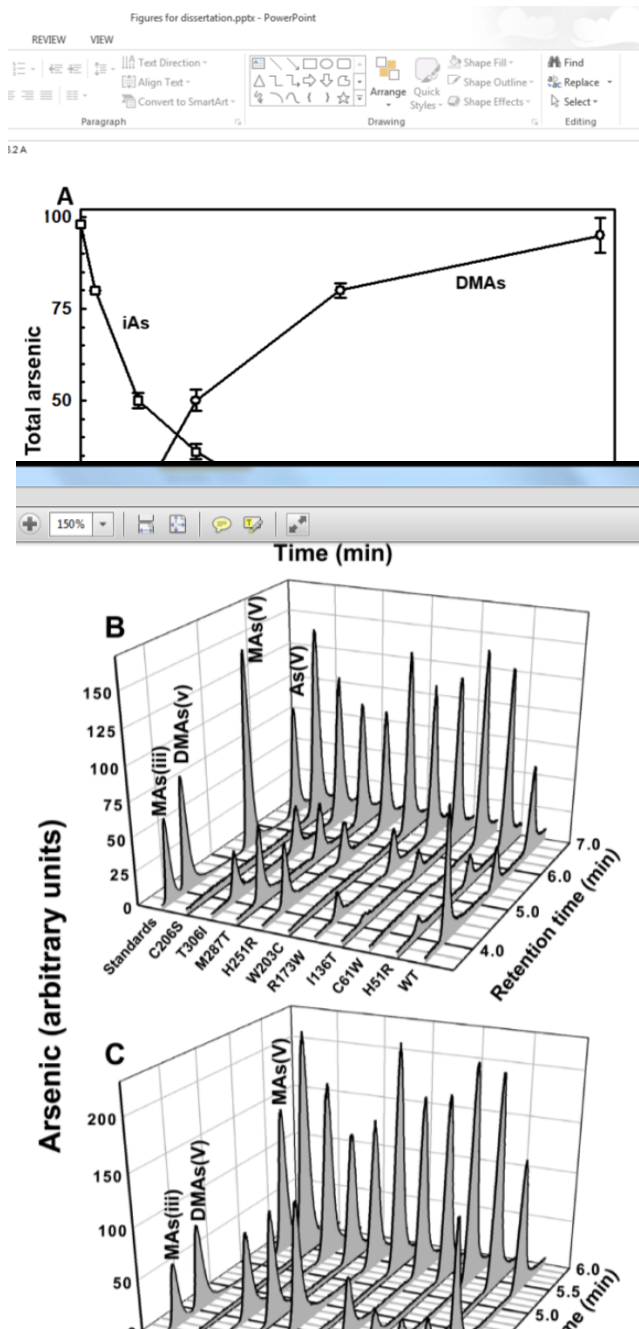 Figures for dissertation.pptx - PowerPoint
REVIEW VIEW
Text Direction
Align Text
Convert to SmartArt
Paragraph
Arrange
Quick Styles
Shape Fill
Shape Outline
Shape Effects
Drawing
Find
Replace
Select
Editing
3.2 A
A
100
75
50
Total arsenic
iAs
DMAs
150%
Time (min)
B
MAs(iii)
DMAs(v)
MAs(V)
As(V)
150
125
100
75
50
25
0
Standards
C206S
T306I
M287T
H251R
W203C
R173W
I136T
C61W
H51R
WT
4.0
5.0
6.0
7.0
Retention time (min)
Arsenic (arbitrary units)
C
MAs(iii)
DMAs(V)
MAs(V)
200
150
100
50
6.0
5.5
5.0
me (min)